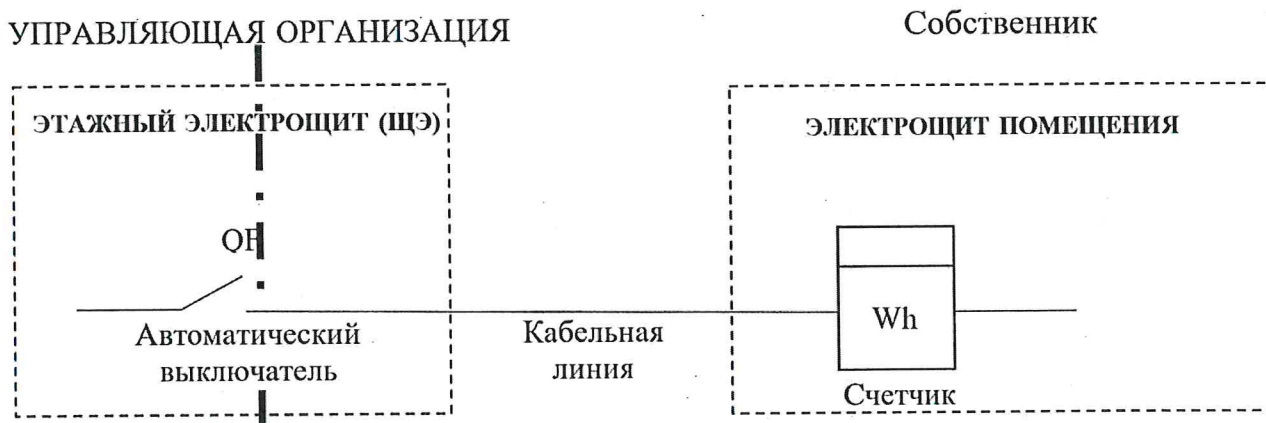 УПРАВЛЯЮЩАЯ ОРГАНИЗАЦИЯ
Собственник
ЭТАЖНЫЙ ЭЛЕКТРОЩИТ (ЩЭ)
ЭЛЕКТРОЩИТ ПОМЕЩЕНИЯ
QF
Автоматический
выключатель
Кабельная
линия
Wh
Счетчик